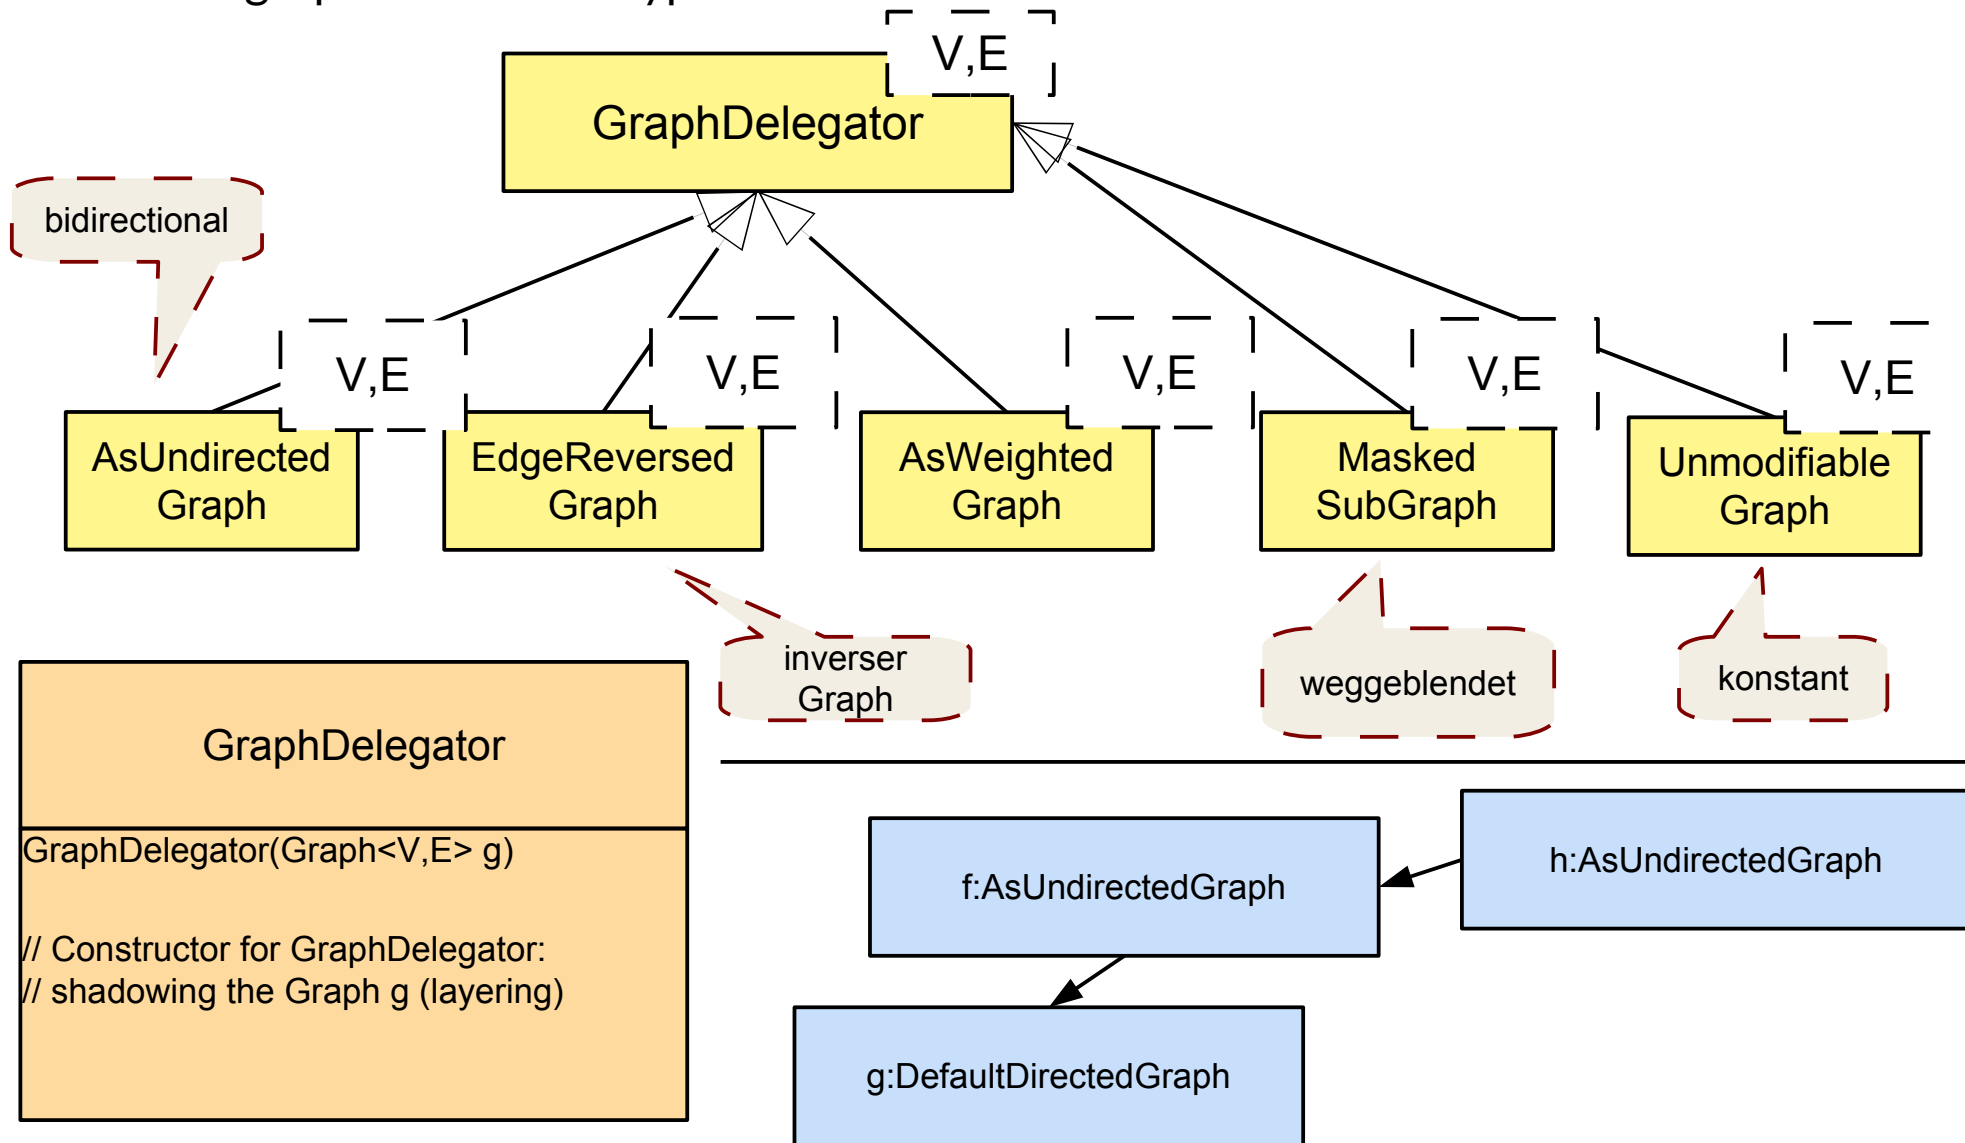 V,E
GraphDelegator
bidirectional
V,E
V,E
V,E
V,E
V,E
AsUndirected
Graph
EdgeReversed
Graph
AsWeighted
Graph
Masked
SubGraph
Unmodifiable
Graph
inverser
Graph
weggeblendet
konstant
GraphDelegator
GraphDelegator(Graph<V,E> g)
// Constructor for GraphDelegator:
// shadowing the Graph g (layering)
f:AsUndirectedGraph
h:AsUndirectedGraph
g:DefaultDirectedGraph